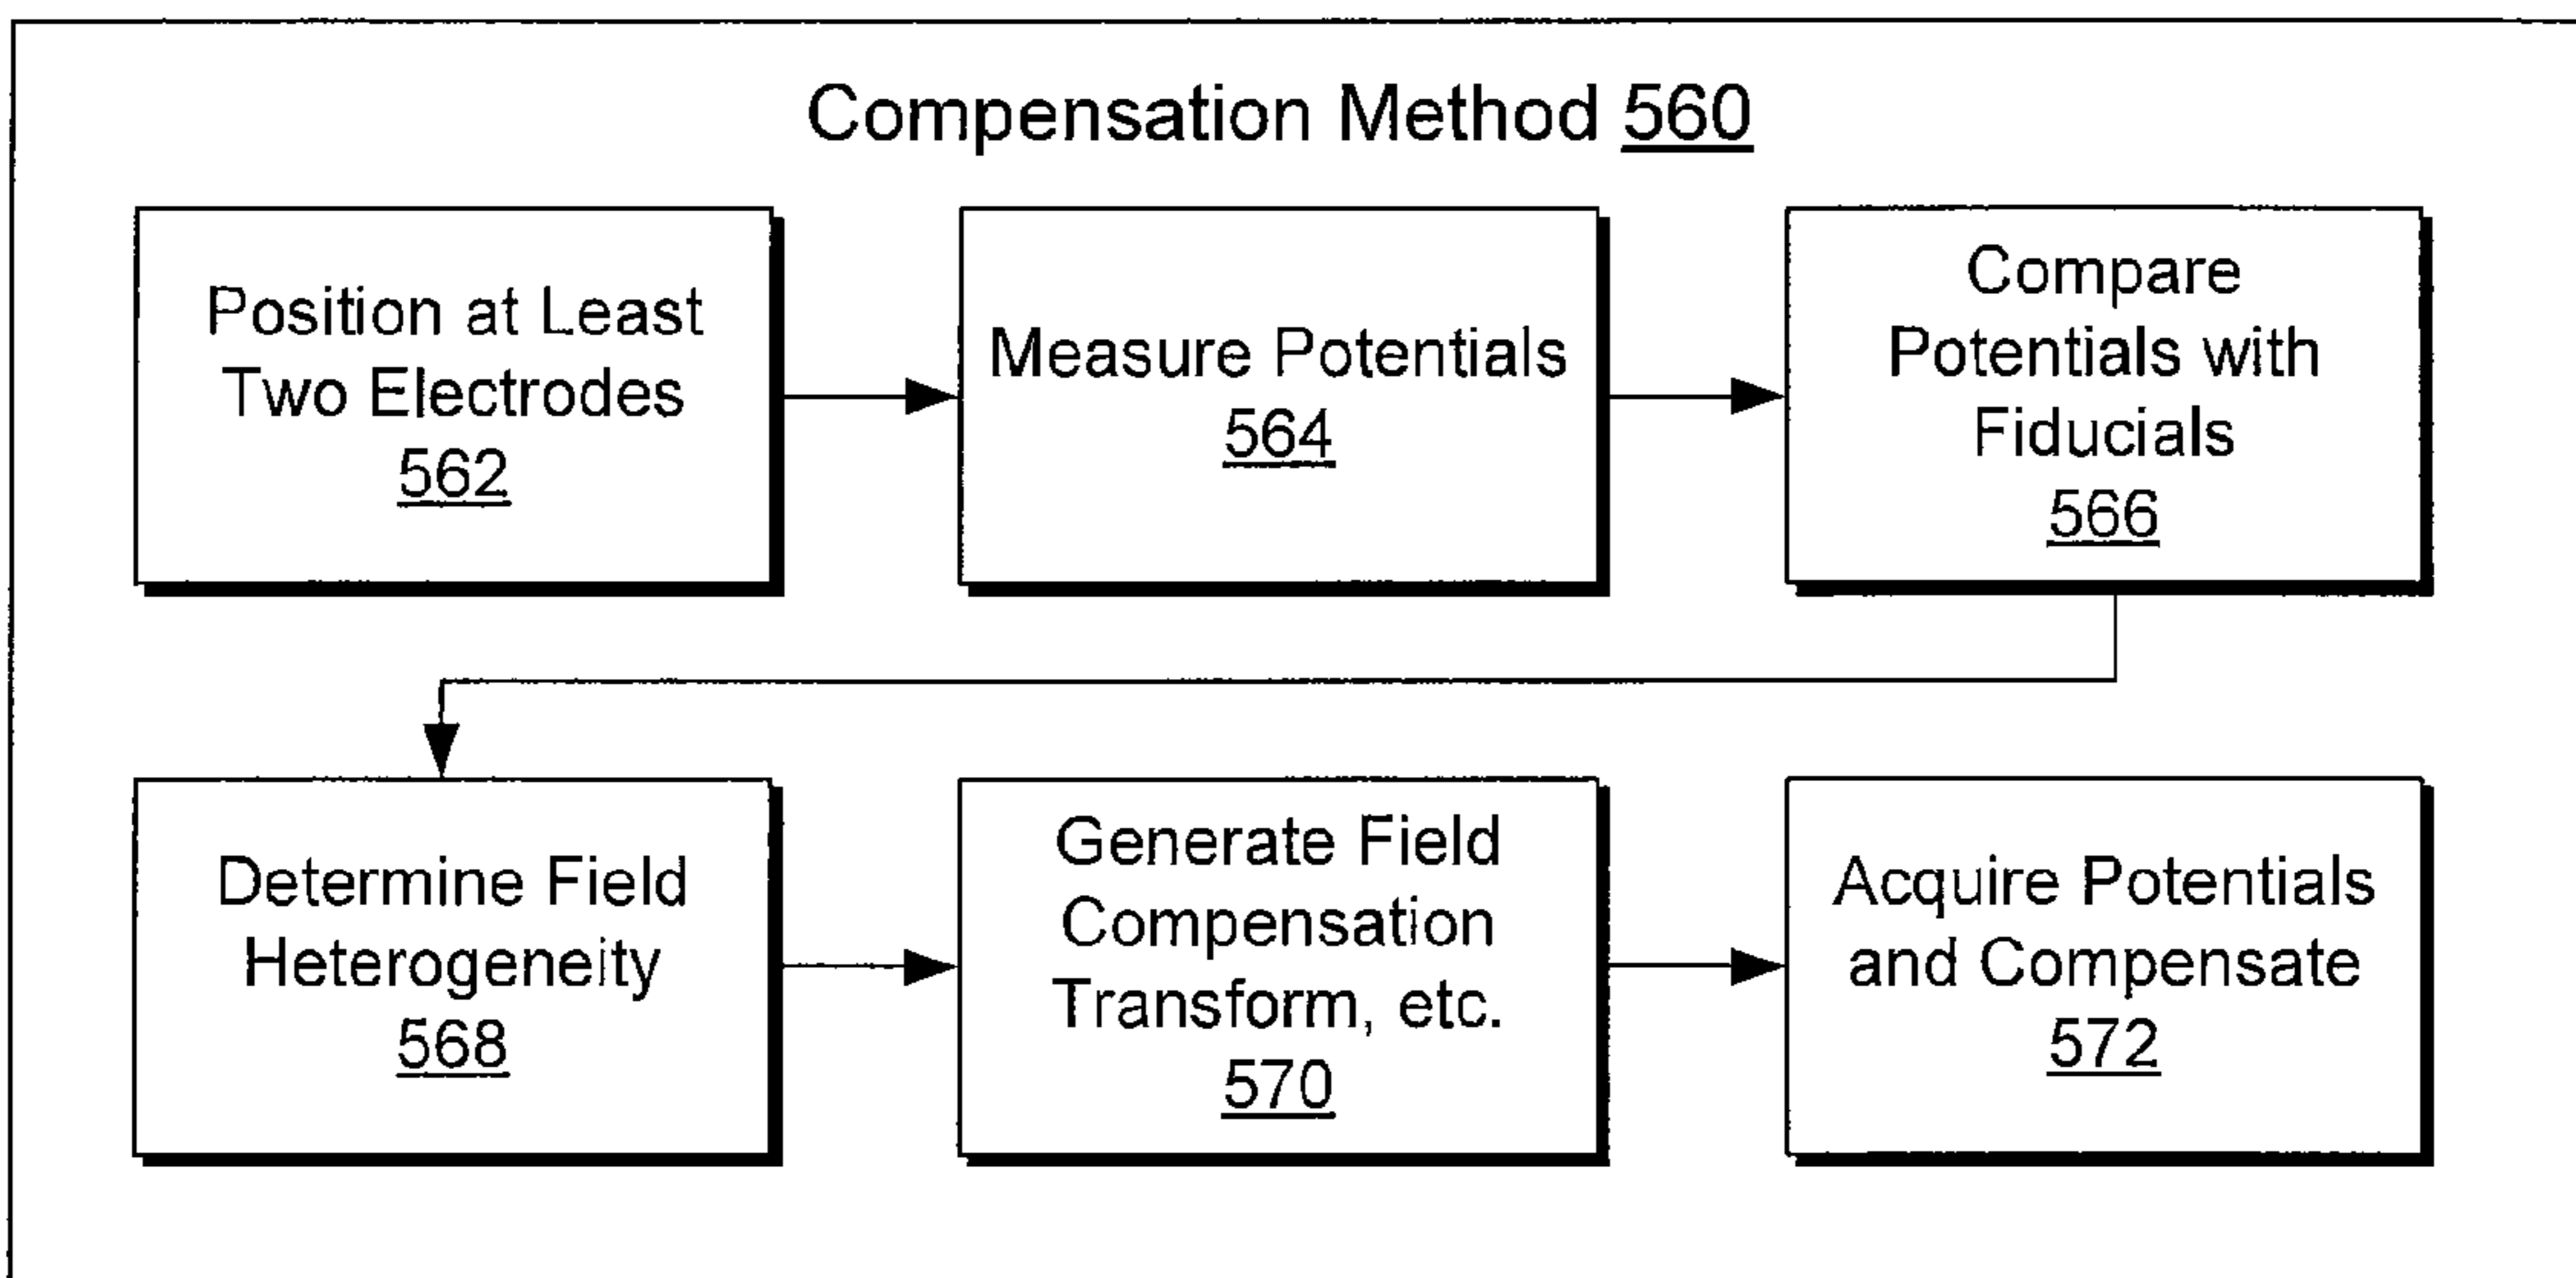 Compensation Method 560
Position at Least
Two Electrodes
562
Measure Potentials
564
Compare
Potentials with
Fiducials
566
Determine Field
Heterogeneity
568
Generate Field
Compensation
Transform, etc.
570
Acquire Potentials
and Compensate
572